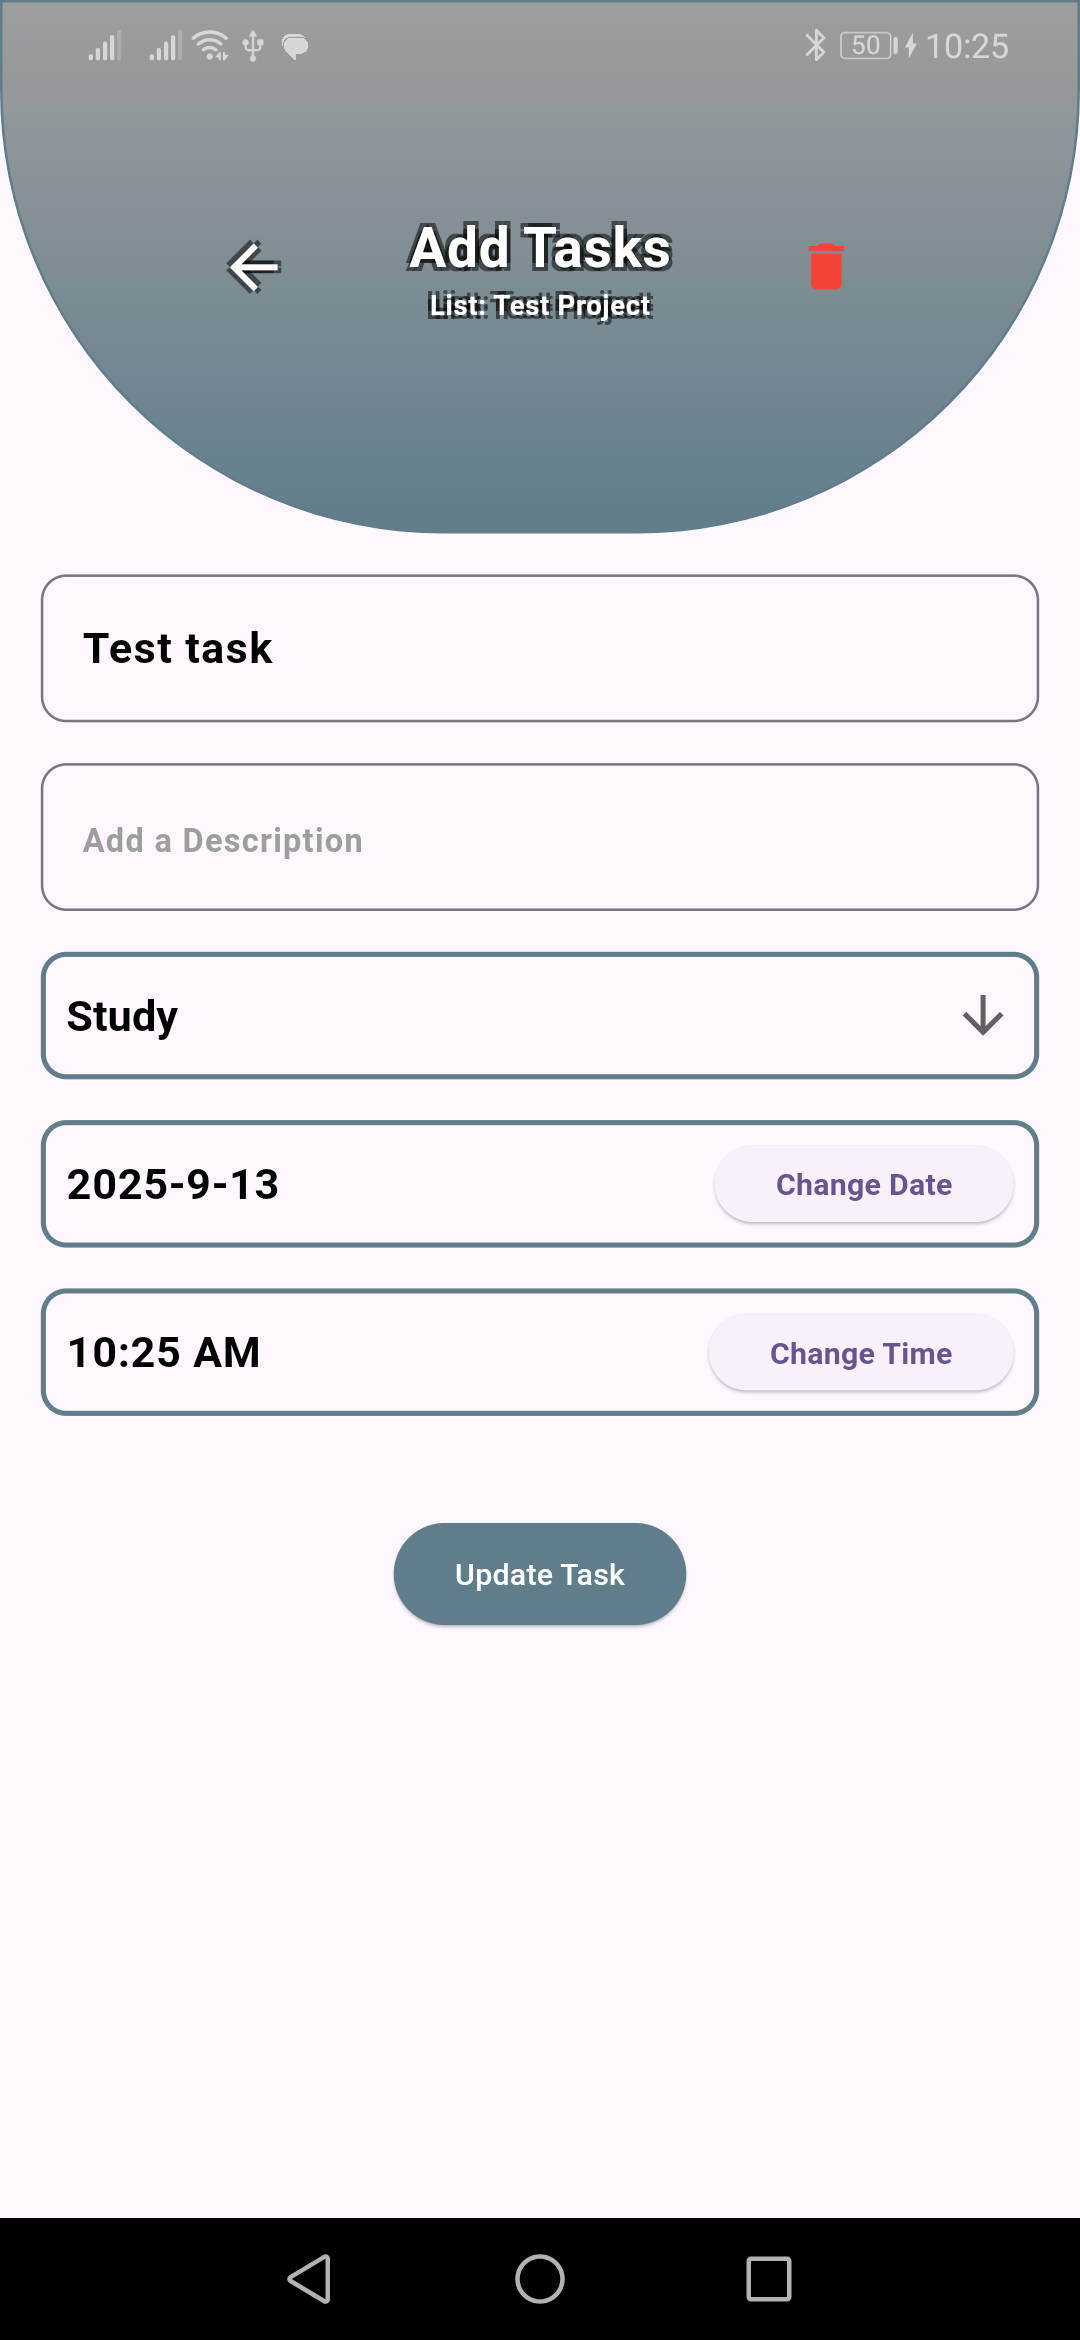 50 10:25
Add Tasks
List: Test Project
Test task
Add a Description
Study
2025-9-13 Change Date
10:25 AM Change Time
Update Task